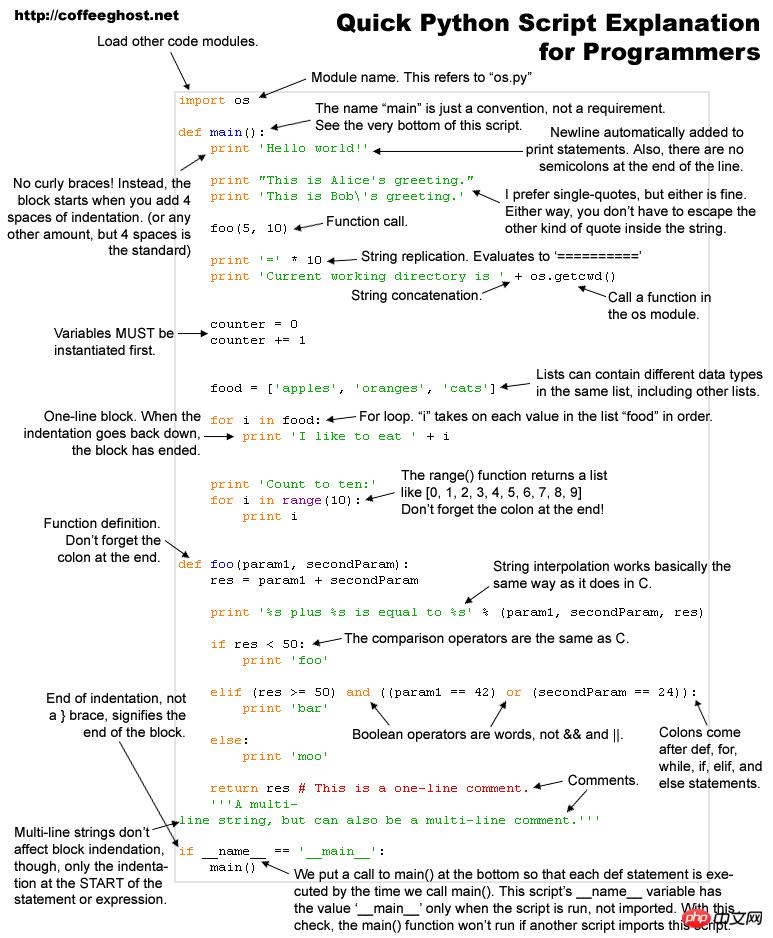 http://coffeeghost.net
Quick Python Script Explanation
for Programmers
Load other code modules.
Module name. This refers to “os.py”
import os
The name “main” is just a convention, not a requirement.
See the very bottom of this script.
def main():
print 'Hello world!'
Newline automatically added to
print statements. Also, there are no
semicolons at the end of the line.
No curly braces! Instead, the
block starts when you add 4
spaces of indentation. (or any
other amount, but 4 spaces is
the standard)
print "This is Alice's greeting."
print 'This is Bob\'s greeting.'
I prefer single-quotes, but either is fine.
Either way, you don’t have to escape the
other kind of quote inside the string.
foo(5, 10)
Function call.
print '=' * 10
String replication. Evaluates to ‘==========’
print 'Current working directory is ' + os.getcwd()
String concatenation.
Call a function in
the os module.
Variables MUST be
instantiated first.
counter = 0
counter += 1
food = ['apples', 'oranges', 'cats']
Lists can contain different data types
in the same list, including other lists.
One-line block. When the
indentation goes back down,
the block has ended.
for i in food:
For loop. “i” takes on each value in the list “food” in order.
print 'I like to eat ' + i
print 'Count to ten:'
for i in range(10):
print i
The range() function returns a list
like [0, 1, 2, 3, 4, 5, 6, 7, 8, 9]
Don’t forget the colon at the end!
Function definition.
Don’t forget the
colon at the end.
def foo(param1, secondParam):
res = param1 + secondParam
String interpolation works basically the
same way as it does in C.
print '%s plus %s is equal to %s' % (param1, secondParam, res)
if res < 50:
The comparison operators are the same as C.
print 'foo'
End of indentation, not
a } brace, signifies the
end of the block.
elif (res >= 50) and ((param1 == 42) or (secondParam == 24)):
print 'bar'
Boolean operators are words, not && and ||.
Colons come
after def, for,
while, if, elif, and
else statements.
else:
print 'moo'
return res # This is a one-line comment.
Comments.
'''A multi-
line string, but can also be a multi-line comment.'''
Multi-line strings don’t
affect block indendation,
though, only the indenta-
tion at the START of the
statement or expression.
if __name__ == '__main__':
main()
We put a call to main() at the bottom so that each def statement is exe-
cuted by the time we call main(). This script’s __name__ variable has
the value ‘__main__’ only when the script is run, not imported. With this
check, the main() function won’t run if another script imports this script.
php中文网